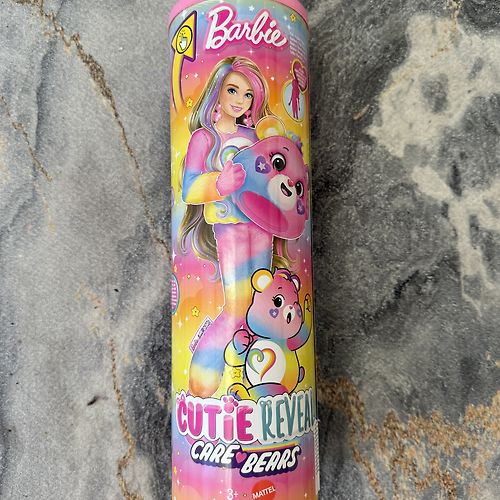 Barbie
CUTIE REVEAL
CARE BEARS
3+ MATTEL